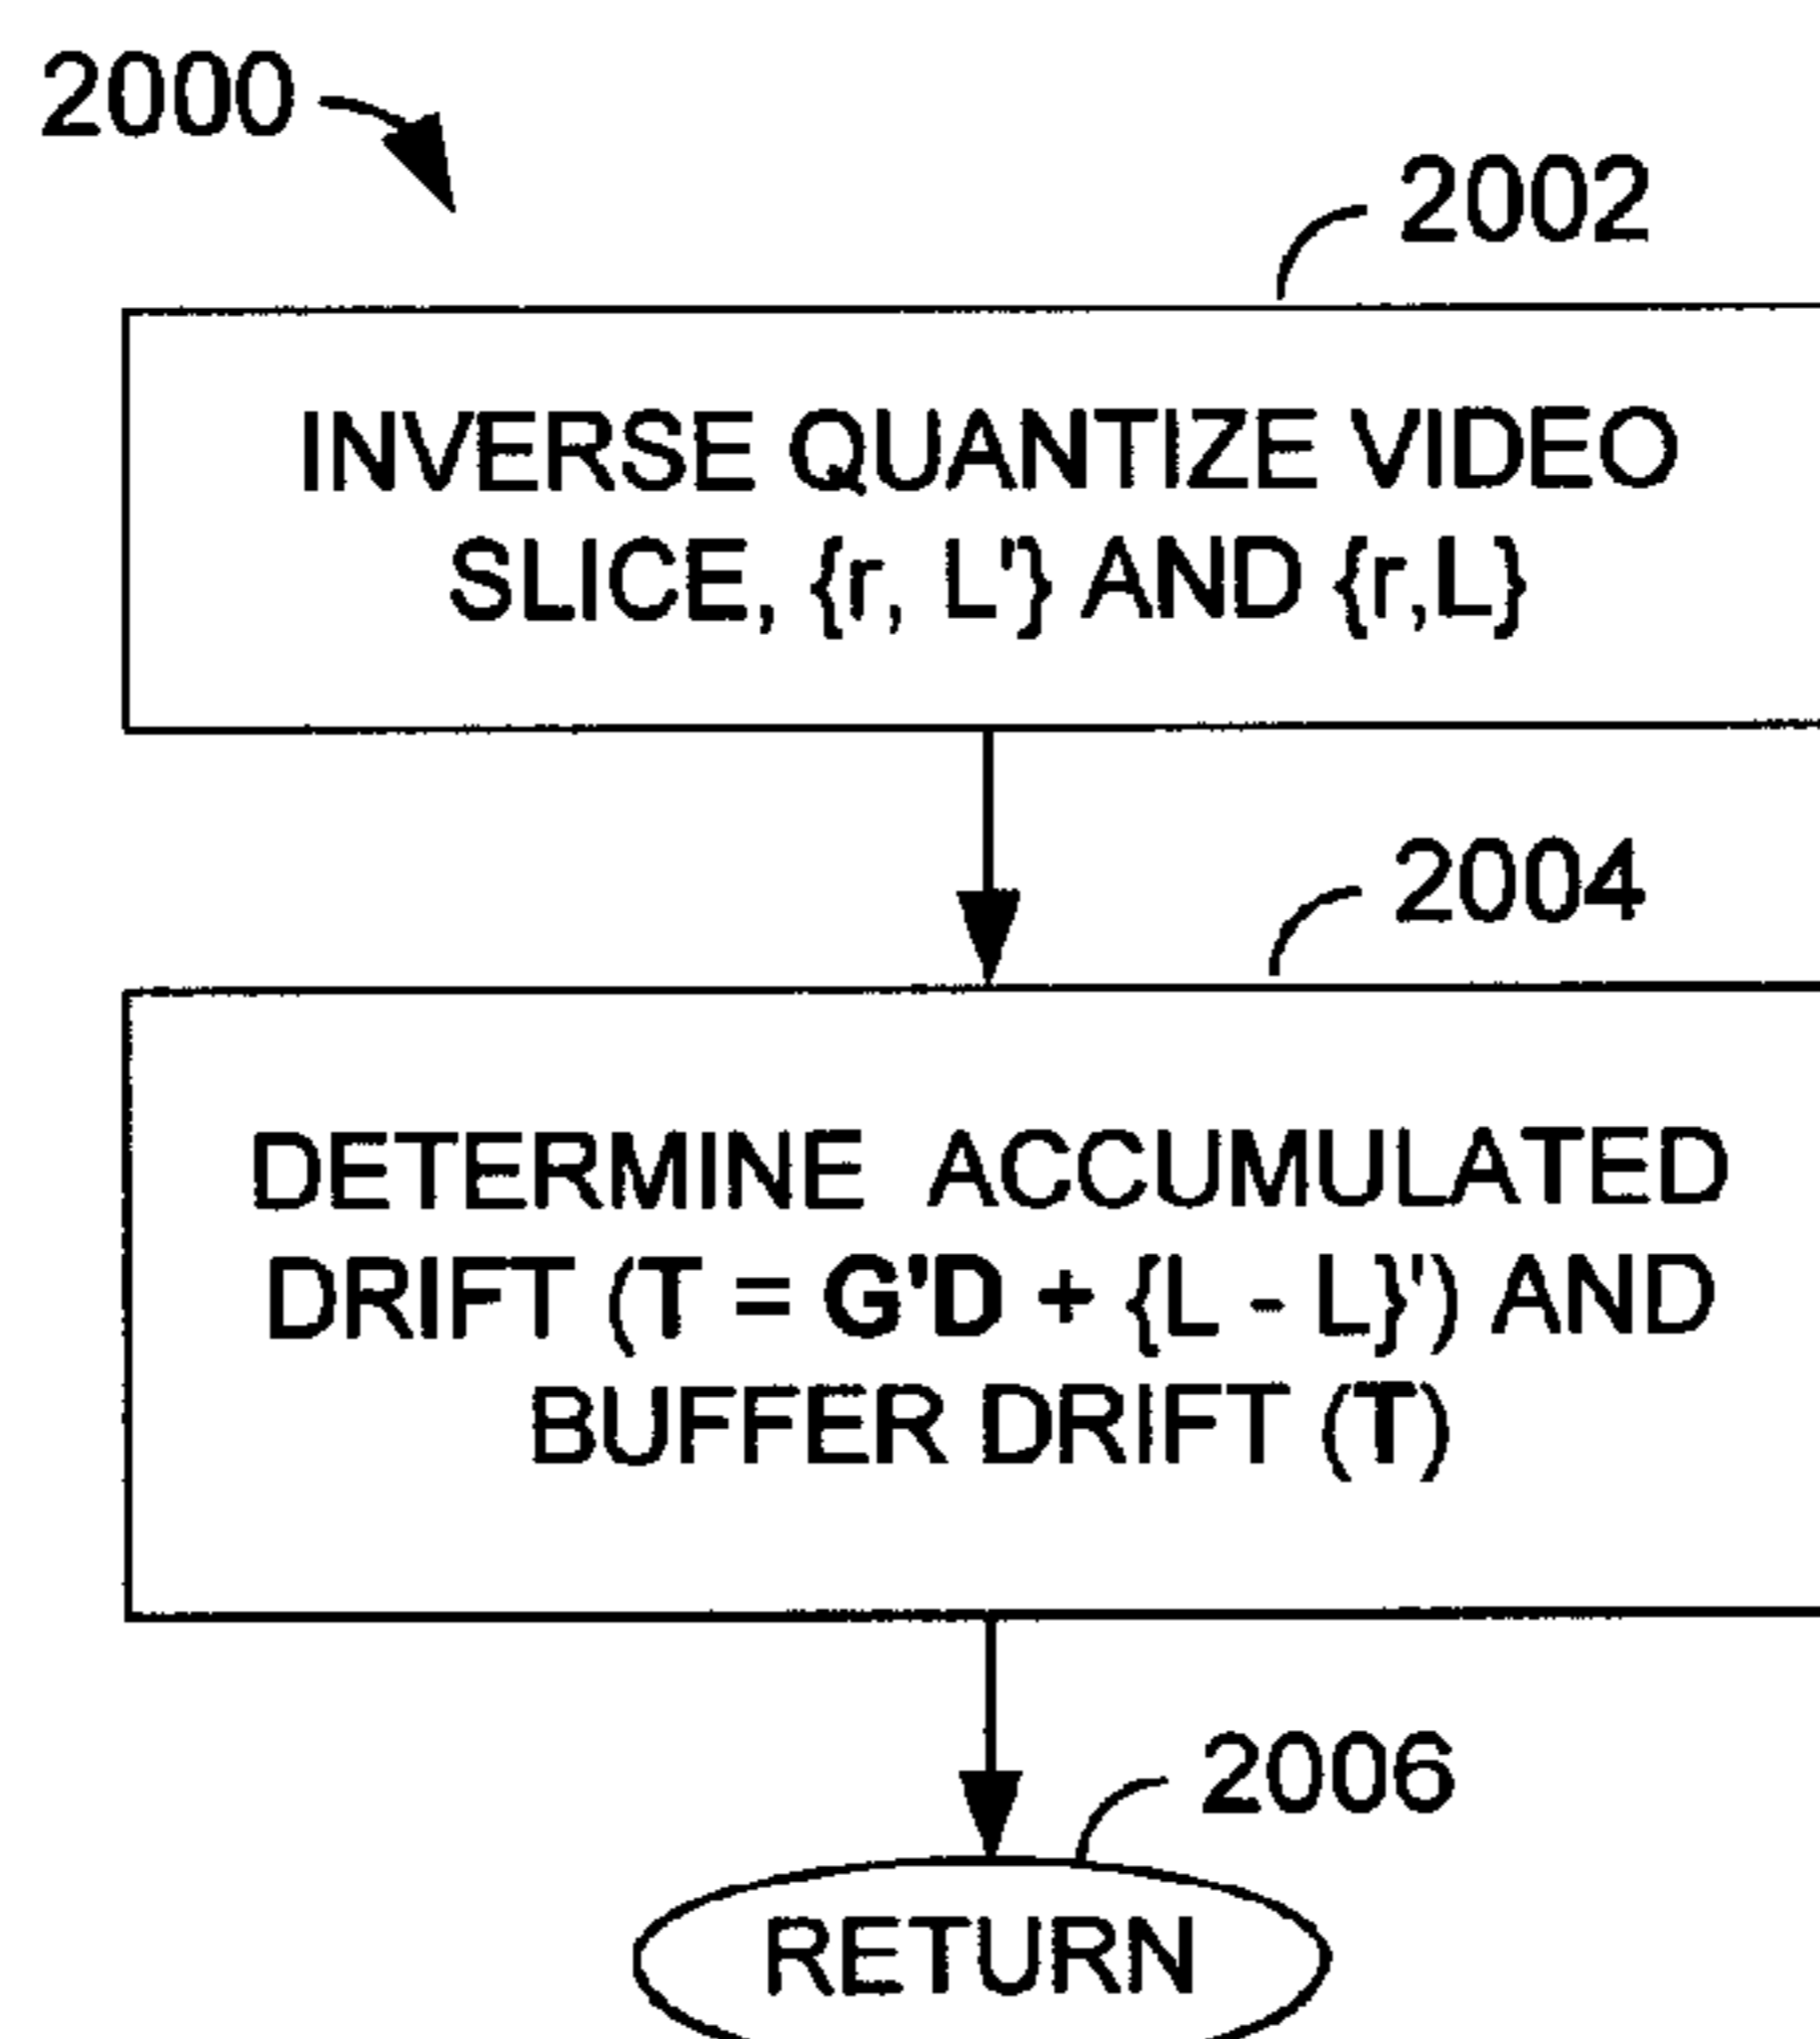 2000
2002
INVERSE QUANTIZE VIDEO
SLICE, {r, L'} AND {r,L}
2004
DETERMINE ACCUMULATED
DRIFT (T = G'D + {L - L}') AND
BUFFER DRIFT (T)
2006
RETURN